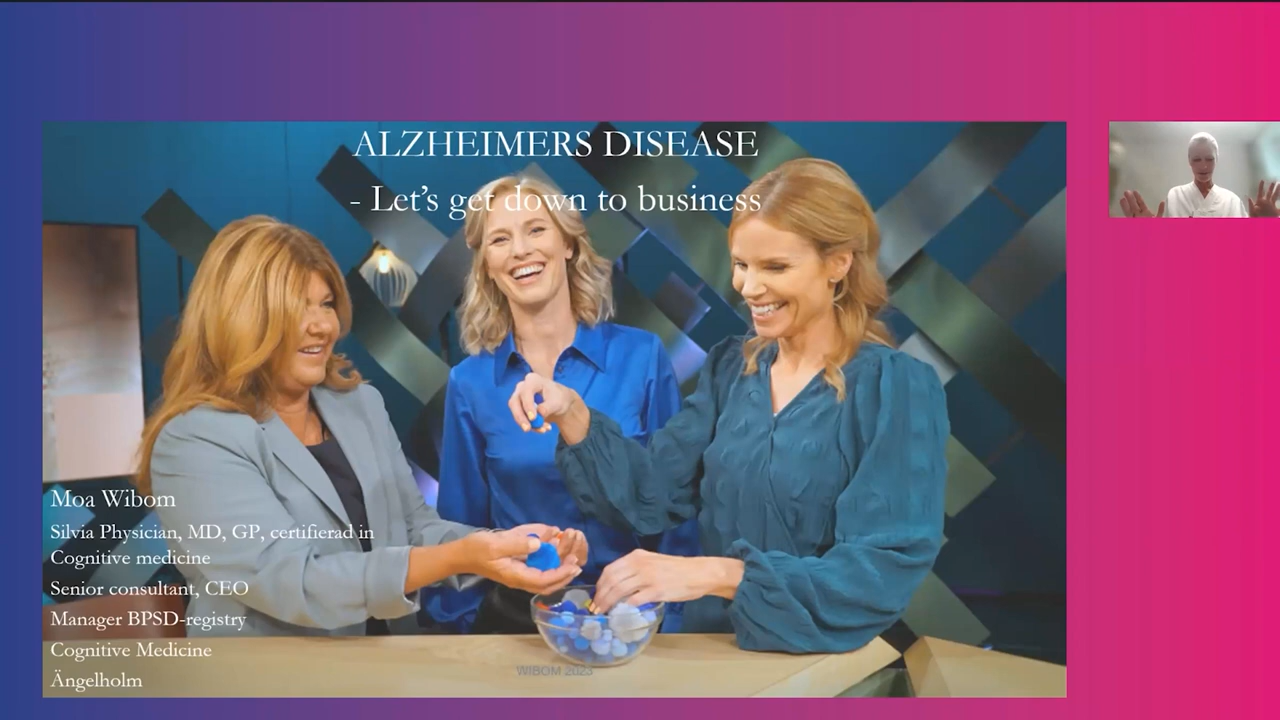 ALZHEIMERS DISEASE
- Let's get down to business
Moa Wibom
Silvia Physician, MD, GP, certifierad in
Cognitive medicine
Senior consultant, CEO
Manager BPSD-registry
Cognitive Medicine
Ängelholm
WIBOM 2023